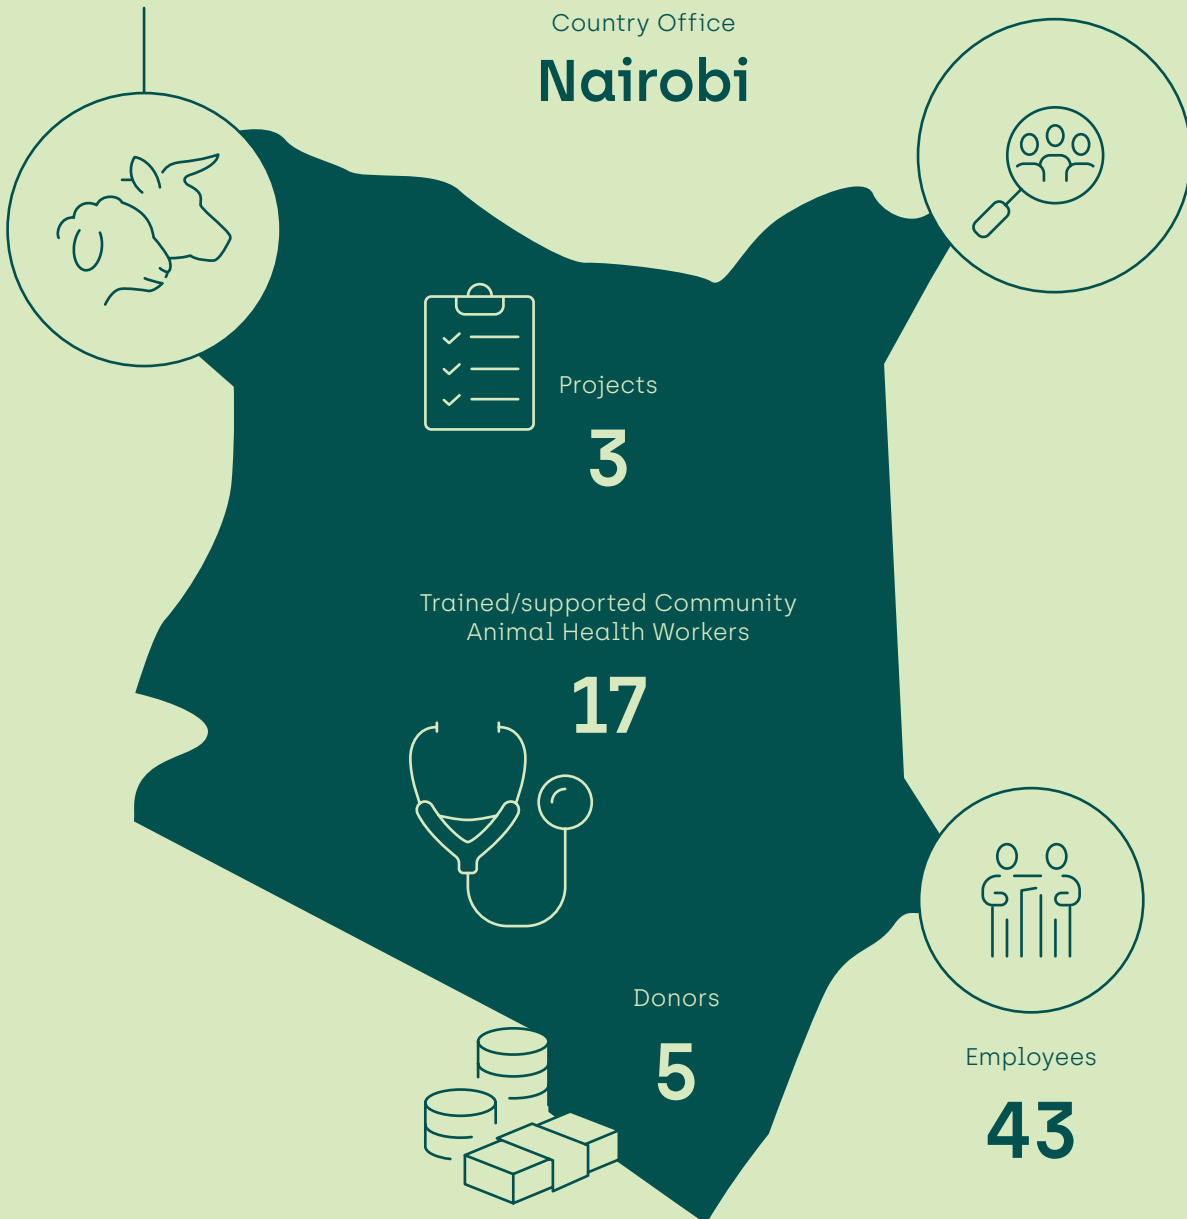 Country Office
Nairobi
Projects
3
Trained/supported Community
Animal Health Workers
17
Donors
5
Employees
43